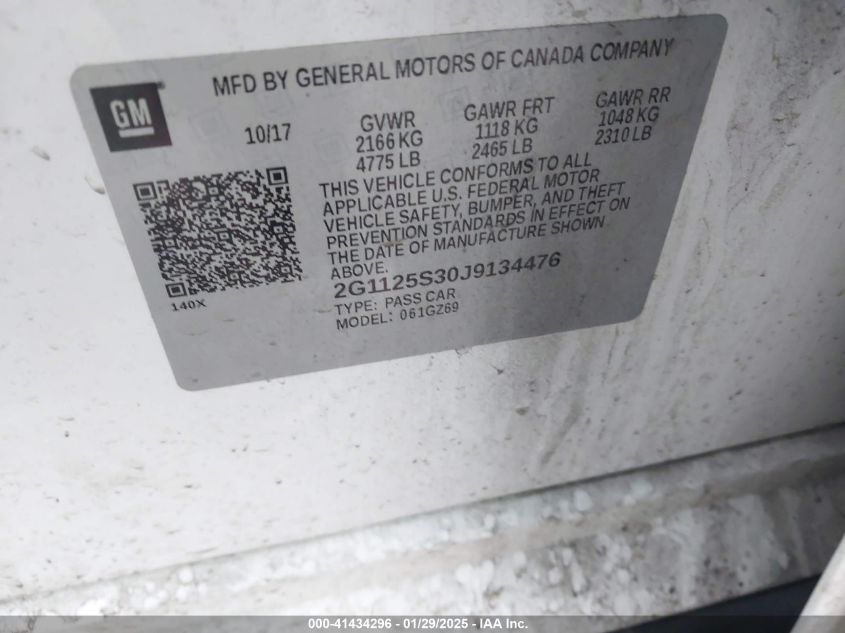 MFD BY GENERAL MOTORS OF CANADA COMPANY
GM
10/17
GVWR
2166 KG
4775 LB
GAWR FRT
1118 KG
2465 LB
GAWR RR
1048 KG
2310 LB
THIS VEHICLE CONFORMS TO ALL
APPLICABLE U.S. FEDERAL MOTOR
VEHICLE SAFETY, BUMPER, AND THEFT
PREVENTION STANDARDS IN EFFECT ON
THE DATE OF MANUFACTURE SHOWN
ABOVE.
140X
2G1125S30J9134476
TYPE: PASS CAR
MODEL: 061GZ69
000-41434296 - 01/29/2025 - IAA Inc.